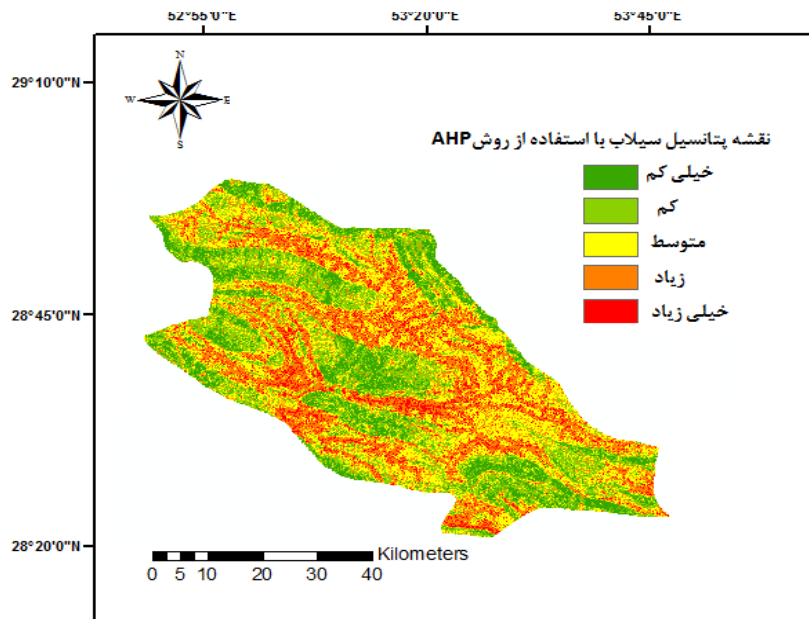 52°55'0"E 53°20'0"E 53°45'0"E
29°10'0"N
N
W E
S
نقشه پتانسیل سیلاب با استفاده از روش AHP
خیلی کم
کم
متوسط
زیاد
خیلی زیاد
28°45'0"N
28°20'0"N
Kilometers
0 5 10 20 30 40